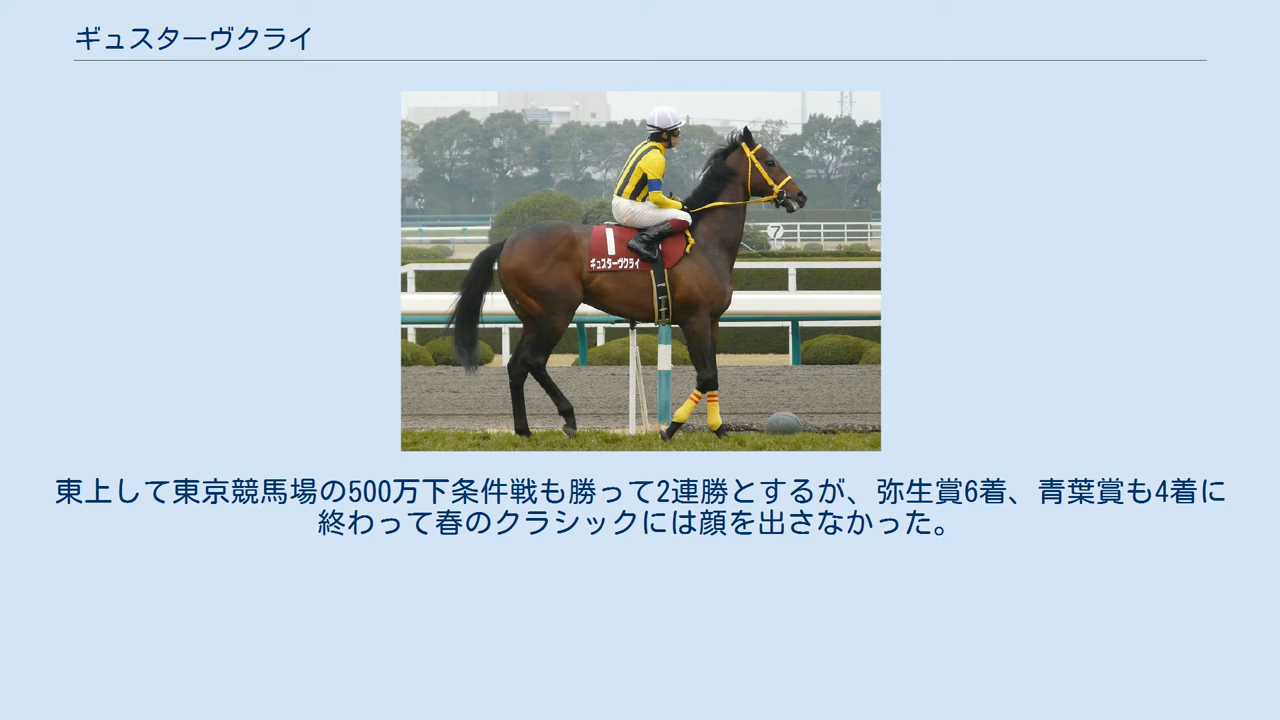 ギュスターヴクライ
7
1
ギュスターヴクライ
東上して東京競馬場の500万下条件戦も勝って2連勝とするが、弥生賞6着、青葉賞も4着に
終わって春のクラシックには顔を出さなかった。